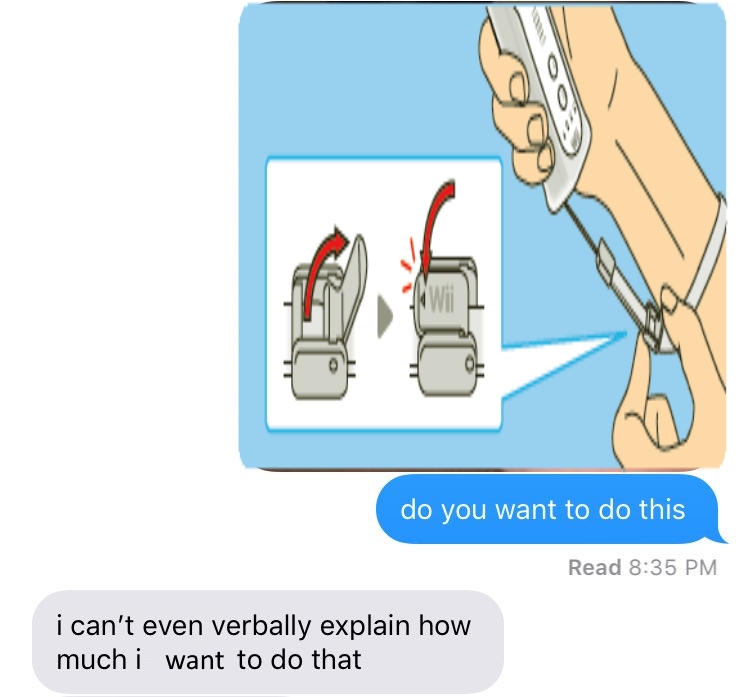 Wii
do you want to do this
Read 8:35 PM
i can't even verbally explain how
much i want to do that